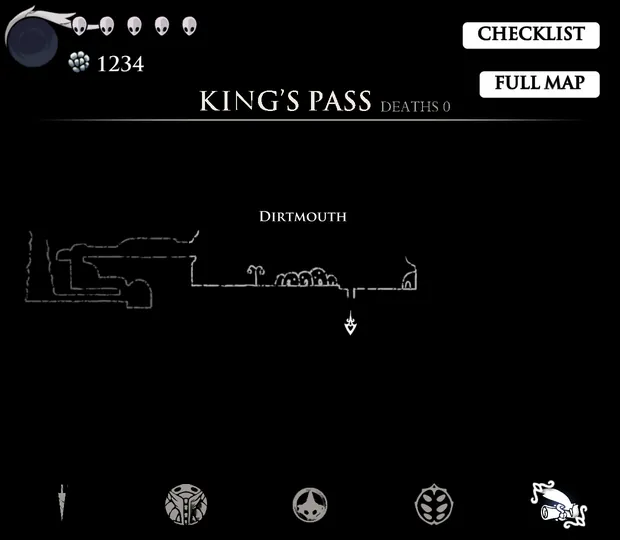 CHECKLIST
1234
FULL MAP
KING'S PASS DEATHS 0
DIRTMOUTH